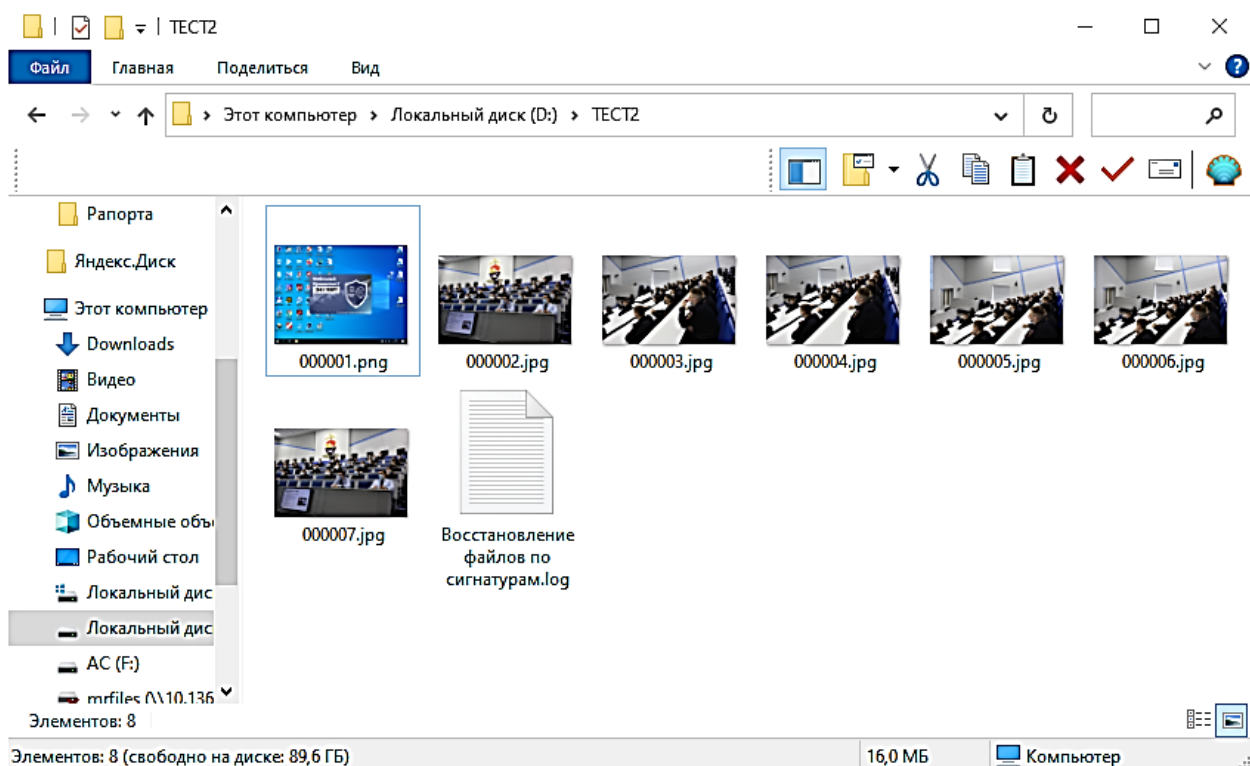 ТЕСТ2
Файл Главная Поделиться Вид
Этот компьютер > Локальный диск (D:) > ТЕСТ2
Рапорта
Яндекс.Диск
Этот компьютер
Downloads
Видео
Документы
Изображения
Музыка
Объемные объ
Рабочий стол
Локальный дис
Локальный дис
AC (F:)
mrfiles (\\10.136
000001.png
000002.jpg
000003.jpg
000004.jpg
000005.jpg
000006.jpg
000007.jpg
Восстановление
файлов по
сигнатурам.log
Элементов: 8
Элементов: 8 (свободно на диске: 89,6 ГБ) 16,0 МБ Компьютер